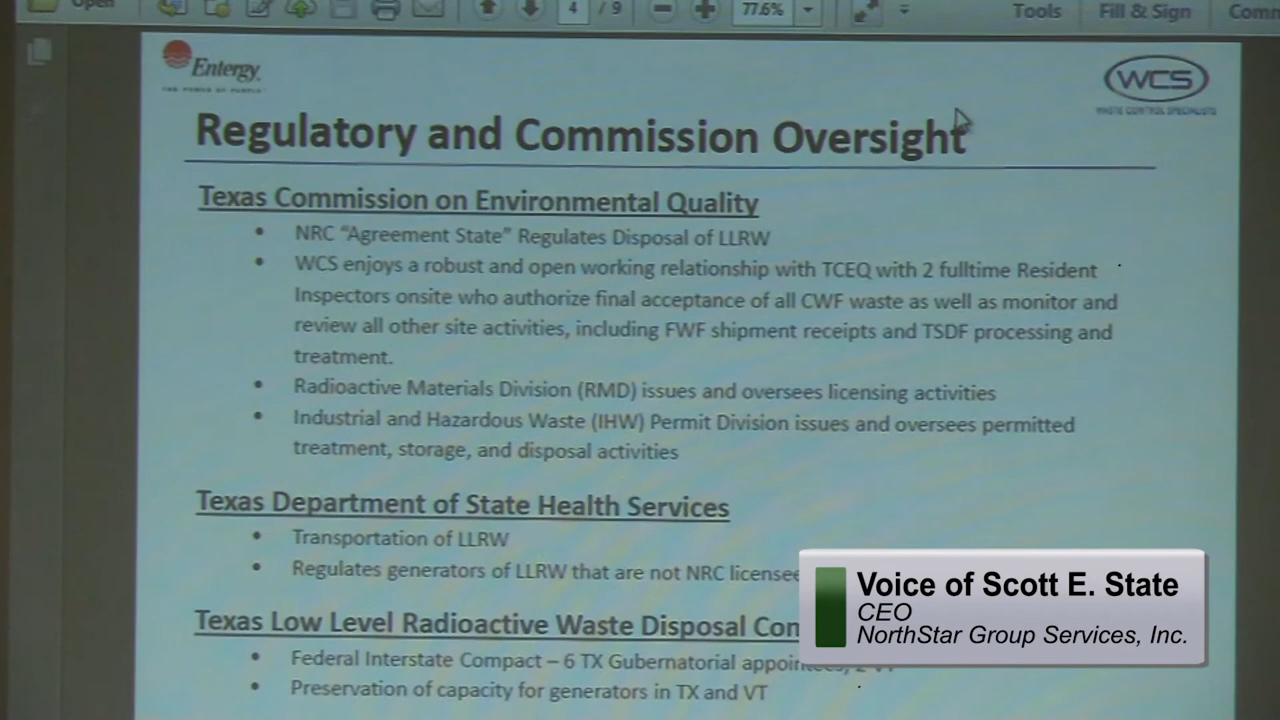 Open
4 / 9
77.6%
Tools
Fill & Sign
Entergy
THE POWER OF PEOPLE
WCS
WASTE CONTROL SPECIALISTS
Regulatory and Commission Oversight
Texas Commission on Environmental Quality
• NRC “Agreement State” Regulates Disposal of LLRW
• WCS enjoys a robust and open working relationship with TCEQ with 2 fulltime Resident
Inspectors onsite who authorize final acceptance of all CWF waste as well as monitor and
review all other site activities, including FWF shipment receipts and TSDF processing and
treatment.
• Radioactive Materials Division (RMD) issues and oversees licensing activities
• Industrial and Hazardous Waste (IHW) Permit Division issues and oversees permitted
treatment, storage, and disposal activities
Texas Department of State Health Services
• Transportation of LLRW
• Regulates generators of LLRW that are not NRC licensee
Texas Low Level Radioactive Waste Disposal
• Federal Interstate Compact – 6 TX Gubernatorial
• Preservation of capacity for generators in TX and VT
Voice of Scott E. State
CEO
NorthStar Group Services, Inc.